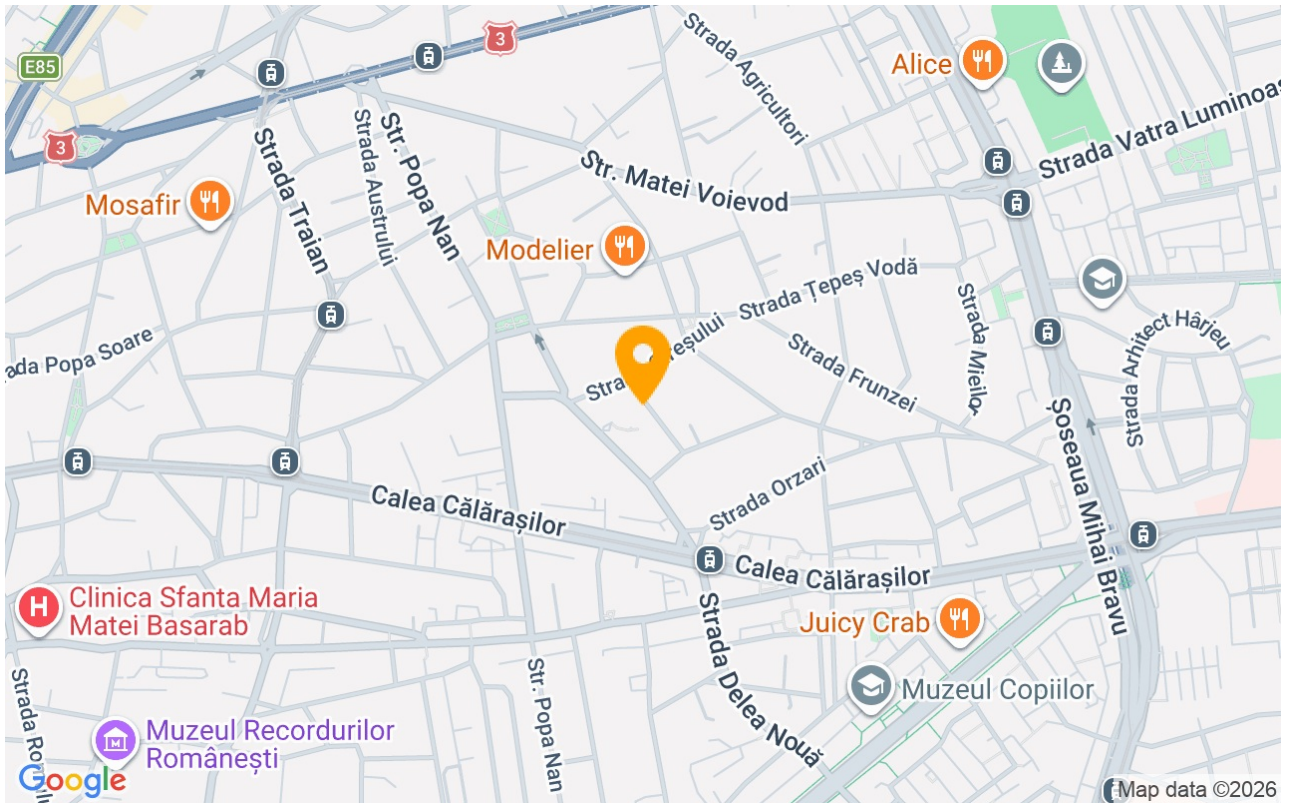 E85
3
3
Strada Agricultori
Alice
Strada Vatra Luminoas
Strada Traian
Strada Austrului
Str. Popa Nan
Str. Matei Voievod
Mosafir
Modelier
Strada Țepeș Vodă
Strada Mieilor
Strada Arhitect Hârjeu
ada Popa Soare
Strada Frunzei
Șoseaua Mihai Bravu
Calea Călărașilor
Strada Orzari
Calea Călărașilor
H
Clinica Sfanta Maria
Matei Basarab
Juicy Crab
Strada Delea Nouă
Str. Popa Nan
Muzeul Copiilor
Muzeul Recordurilor
Românești
M
Google
Map data ©2026